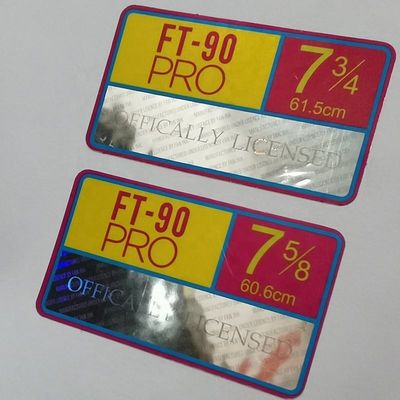 FT-90
PRO
7 3/4
61.5cm
OFFICALLY LICENSED
FT-90
PRO
7 5/8
60.6cm
OFFICALLY LICENSED